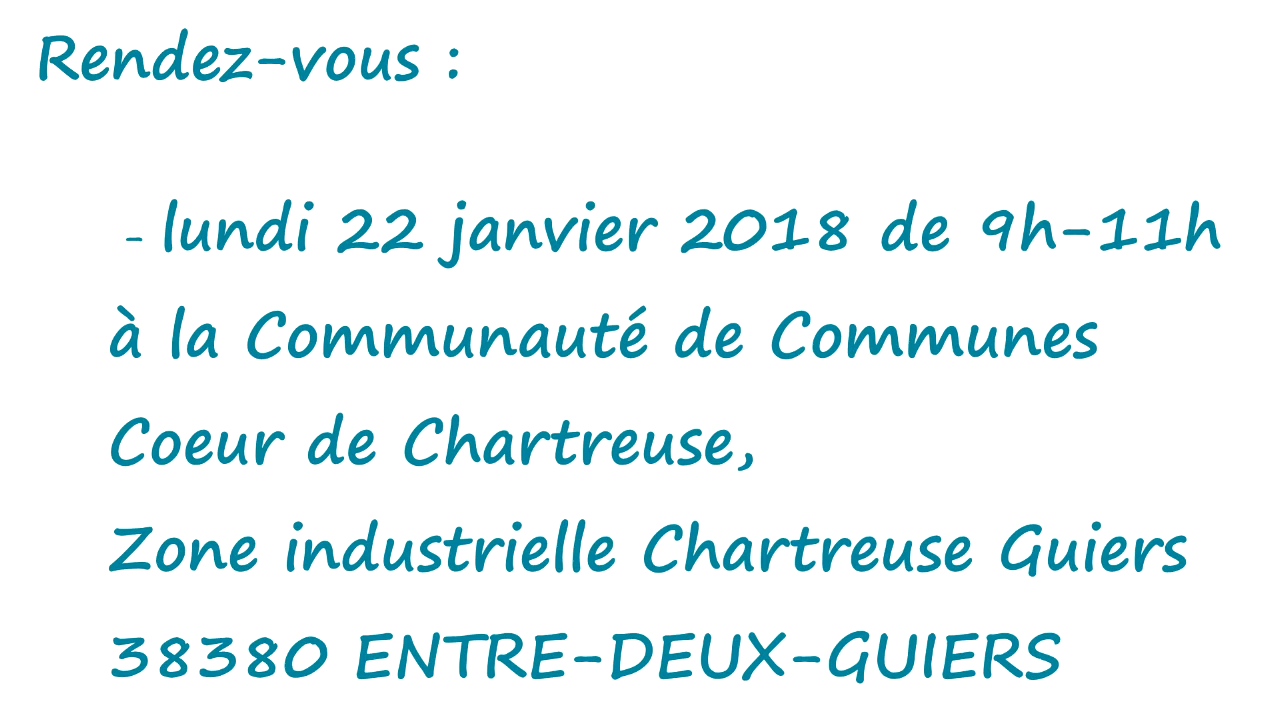 Rendez-vous :
- lundi 22 janvier 2018 de 9h-11h
à la Communauté de Communes
Coeur de Chartreuse,
Zone industrielle Chartreuse Guiers
38380 ENTRE-DEUX-GUIERS